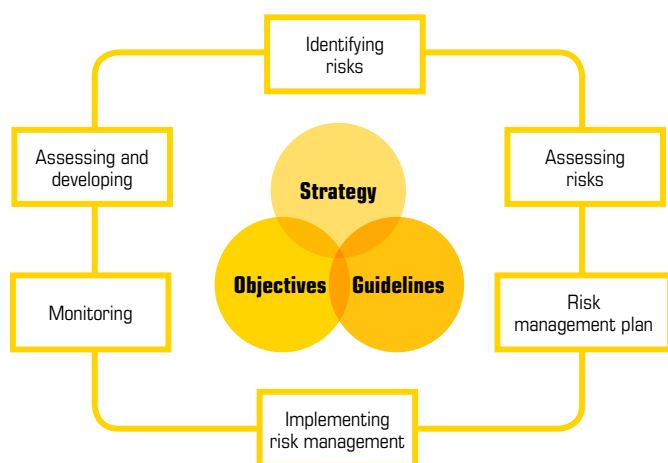 Identifying
risks
Assessing and
developing
Assessing
risks
Strategy
Objectives
Guidelines
Monitoring
Risk
management plan
Implementing
risk management